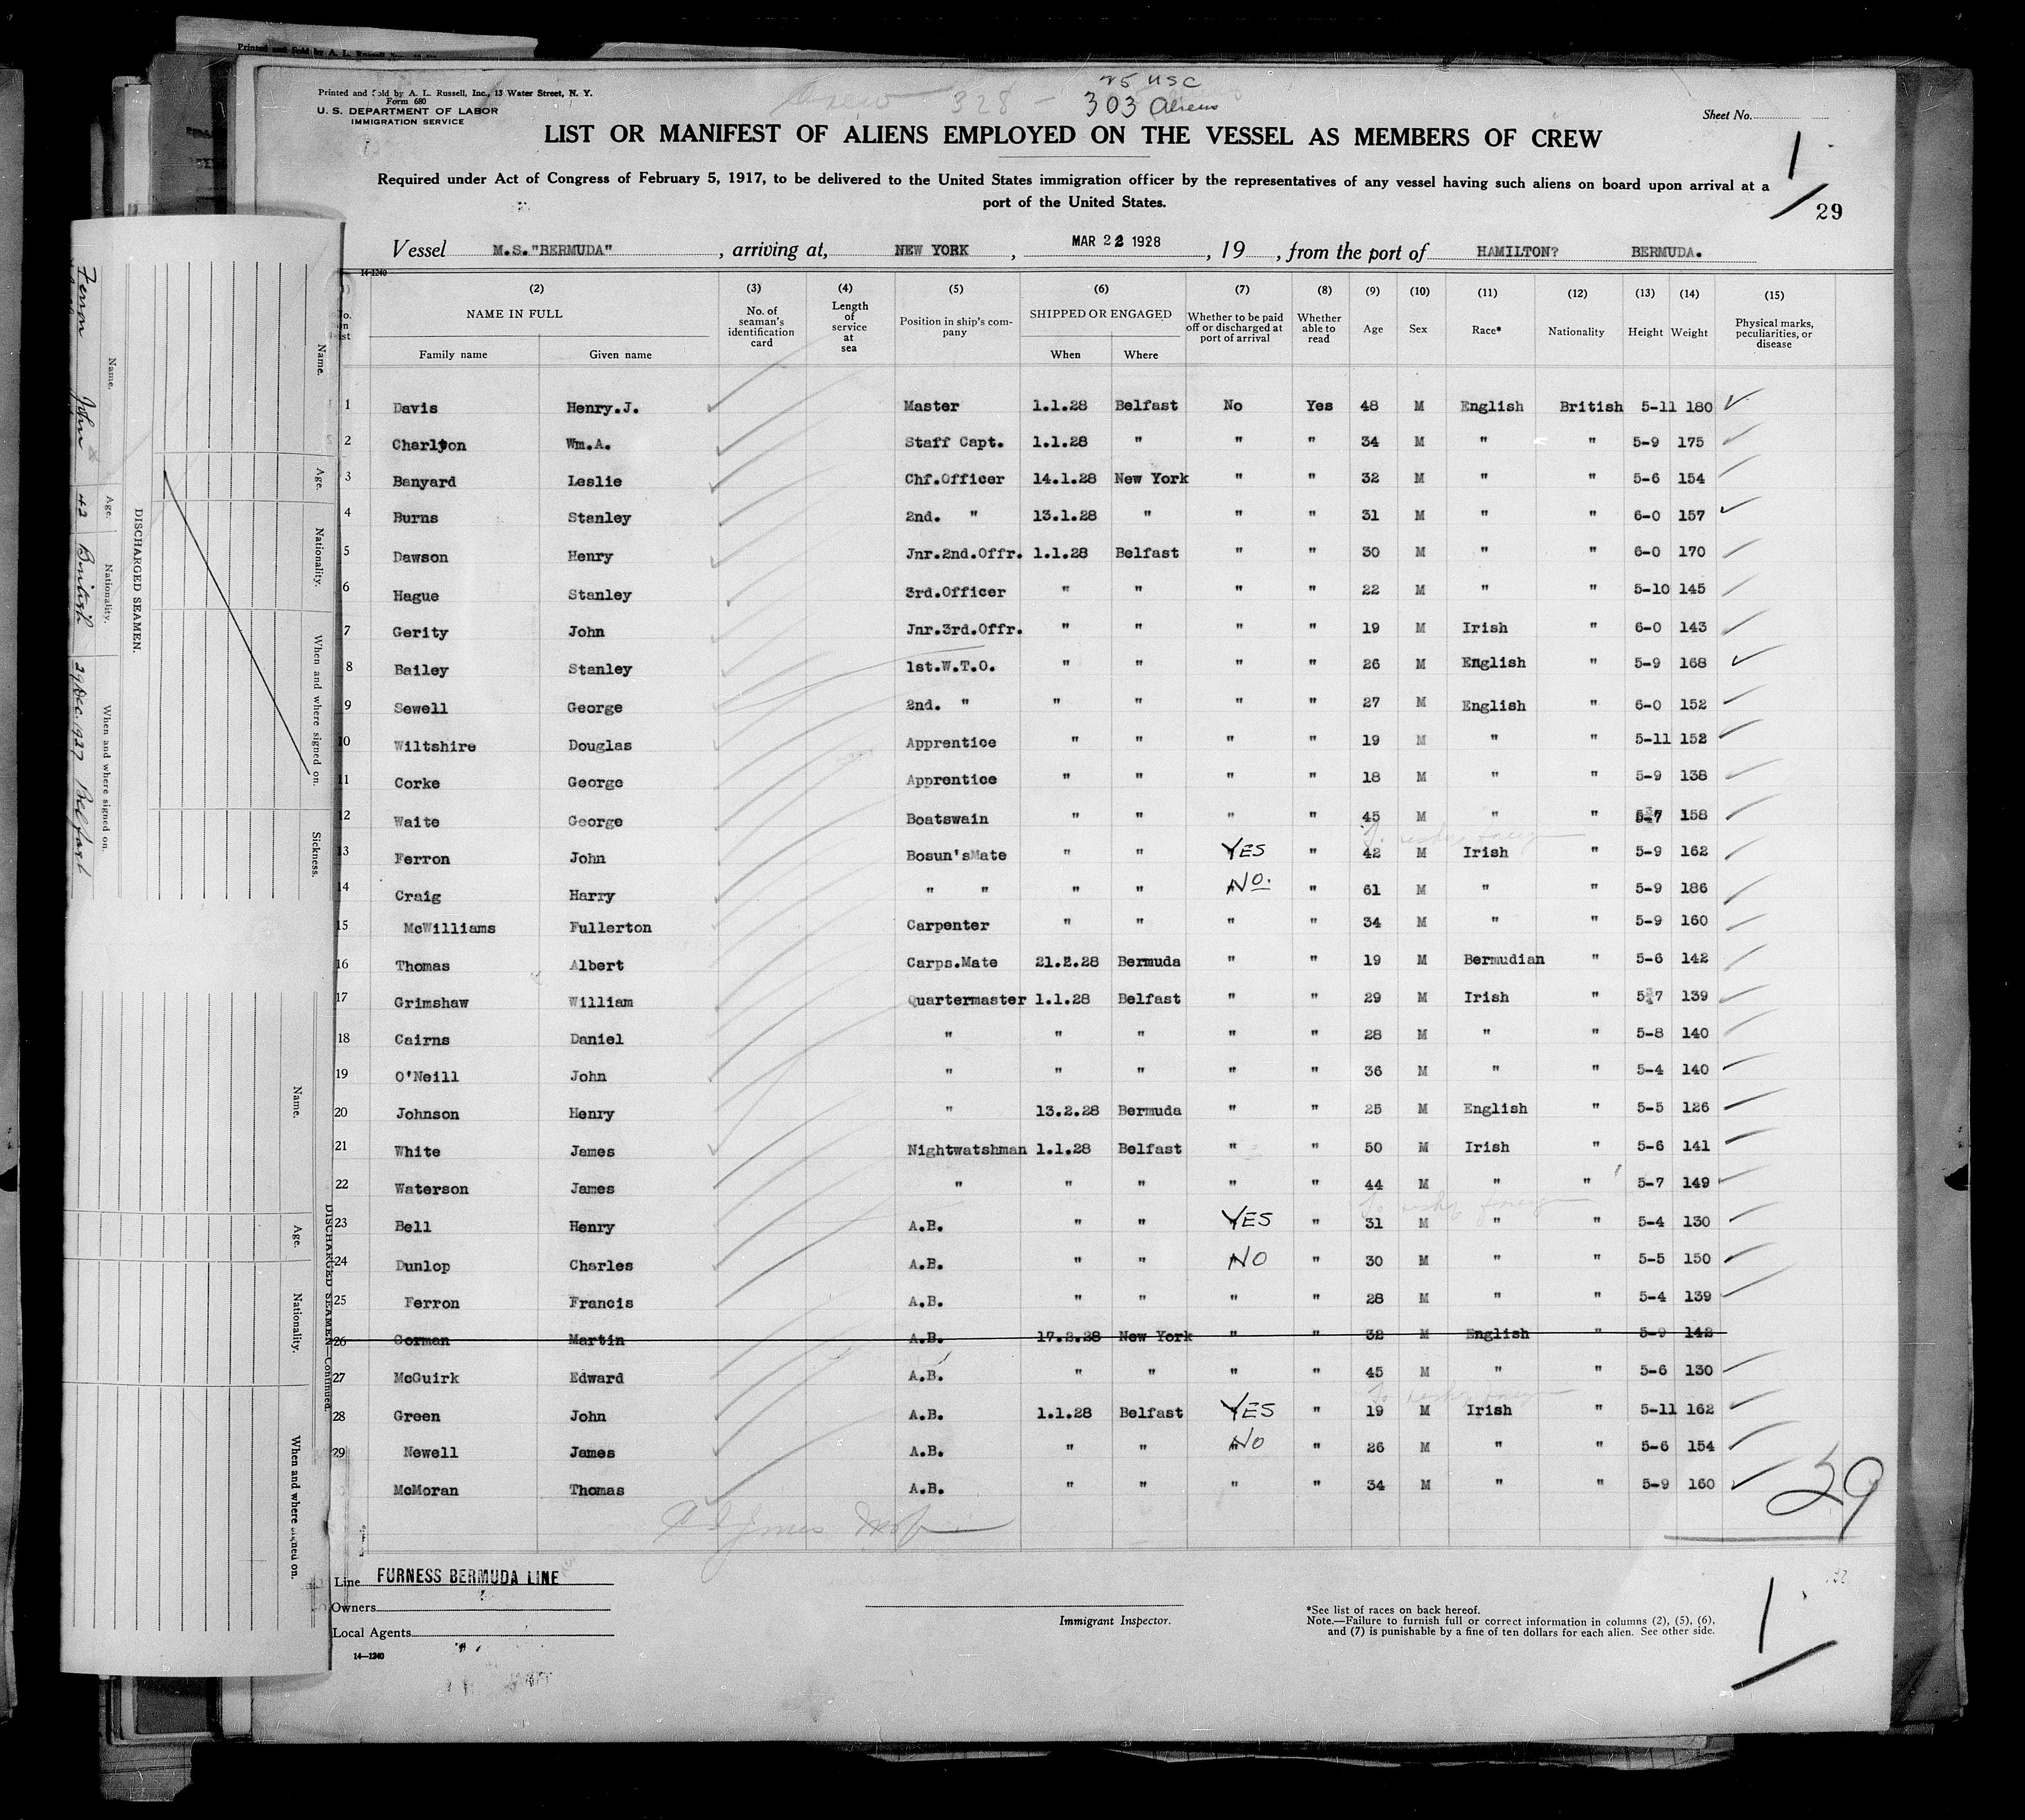 Printed and Sold by A. L. Russell, Inc., 13 Water Street, N. Y.
Form 680
U. S. DEPARTMENT OF LABOR
IMMIGRATION SERVICE
328 -
25 USC
303 Aliens
Sheet No.
LIST OR MANIFEST OF ALIENS EMPLOYED ON THE VESSEL AS MEMBERS OF CREW
1
Required under Act of Congress of February 5, 1917, to be delivered to the United States immigration officer by the representatives of any vessel having such aliens on board upon arrival at a
port of the United States.
29
Vessel M.S."BERMUDA", arriving at, NEW YORK, MAR 22 1928, 19, from the port of HAMILTON? BERMUDA.
14-1240
(2) (3) (4) (5) (6) (7) (8) (9) (10) (11) (12) (13) (14) (15)
NAME IN FULL
Family name Given name
No. of seaman's identification card
Length of service at sea
Position in ship's company
SHIPPED OR ENGAGED
When Where
Whether to be paid off or discharged at port of arrival
Whether able to read
Age Sex Race* Nationality Height Weight
Physical marks, peculiarities, or disease
1 Davis Henry.J. Master 1.1.28 Belfast No Yes 48 M English British 5-11 180
2 Charlton Wm.A. Staff Capt. 1.1.28 " " " 34 M " " 5-9 175
3 Banyard Leslie Chf.Officer 14.1.28 New York " " 32 M " " 5-6 154
4 Burns Stanley 2nd. " 13.1.28 " " " 31 M " " 6-0 157
5 Dawson Henry Jnr.2nd.Offr. 1.1.28 Belfast " " 30 M " " 6-0 170
6 Hague Stanley 3rd.Officer " " " " 22 M " " 5-10 145
7 Gerity John Jnr.3rd.Offr. " " " " 19 M Irish " 6-0 143
8 Bailey Stanley 1st.W.T.O. " " " " 26 M English " 5-9 168
9 Sewell George 2nd. " " " " " 27 M English " 6-0 152
10 Wiltshire Douglas Apprentice " " " " 19 M " " 5-11 152
11 Corke George Apprentice " " " " 18 M " " 5-9 138
12 Waite George Boatswain " " " " 45 M " " 5-7 158
13 Ferron John Bosun'sMate " " YES " 42 M Irish " 5-9 162
14 Craig Harry " " " " NO. " 61 M " " 5-9 186
15 McWilliams Fullerton Carpenter " " " " 34 M " " 5-9 160
16 Thomas Albert Carps.Mate 21.2.28 Bermuda " " 19 M Bermudian " 5-6 142
17 Grimshaw William Quartermaster 1.1.28 Belfast " " 29 M Irish " 5-7 139
18 Cairns Daniel " " " " " 28 M " " 5-8 140
19 O'Neill John " " " " " 36 M " " 5-4 140
20 Johnson Henry " 13.2.28 Bermuda " " 25 M English " 5-5 126
21 White James Nightwatshman 1.1.28 Belfast " " 50 M Irish " 5-6 141
22 Waterson James " " " " " 44 M " " 5-7 149
23 Bell Henry A.B. " " YES " 31 M " " 5-4 130
24 Dunlop Charles A.B. " " NO " 30 M " " 5-5 150
25 Ferron Francis A.B. " " " " 28 M " " 5-4 139
26 Gorman Martin A.B. 17.2.28 New York " " 32 M English " 5-9 142
27 McGuirk Edward A.B. " " " " 45 M " " 5-6 130
28 Green John A.B. 1.1.28 Belfast YES " 19 M Irish " 5-11 162
29 Newell James A.B. " " NO " 26 M " " 5-6 154
McMoran Thomas A.B. " " " " 34 M " " 5-9 160
29
Line FURNESS BERMUDA LINE
Owners
Local Agents
14—1240
Immigrant Inspector.
*See list of races on back hereof.
Note.—Failure to furnish full or correct information in columns (2), (5), (6),
and (7) is punishable by a fine of ten dollars for each alien. See other side.
1
DISCHARGED SEAMEN.
Name. Age. Nationality. When and where signed on.
Ferron John 42 British 29 Dec. 1927 Belfast
Name. Age. Nationality. When and where signed on. Sickness.
DISCHARGED SEAMEN—Continued.
Name. Age. Nationality. When and where signed on.